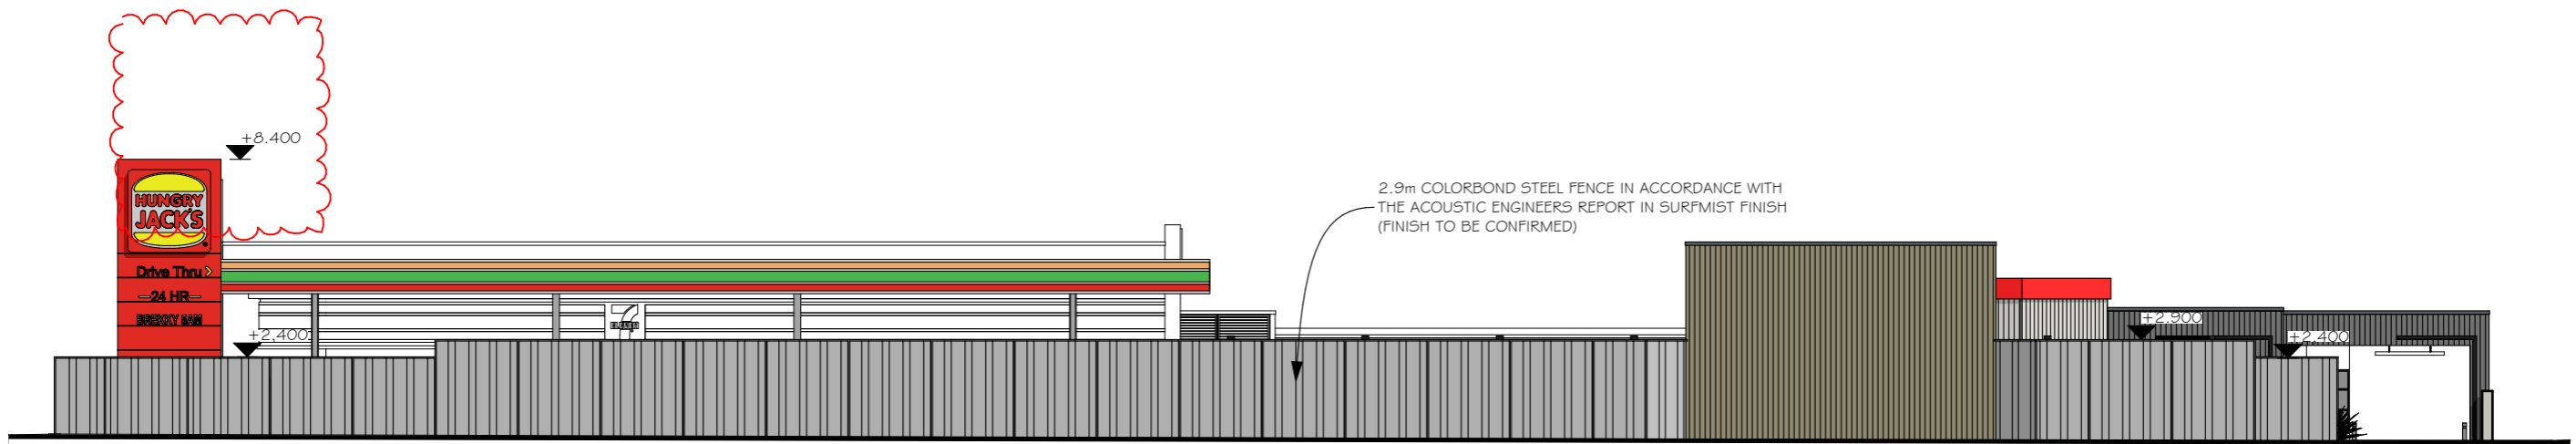 +8.400
HUNGRY
JACK'S
Drive Thru
24 HR
BREKKY 5AM
+2,400
ELEVEN
2.9m COLORBOND STEEL FENCE IN ACCORDANCE WITH
THE ACOUSTIC ENGINEERS REPORT IN SURFMIST FINISH
(FINISH TO BE CONFIRMED)
+2.900
+2.400